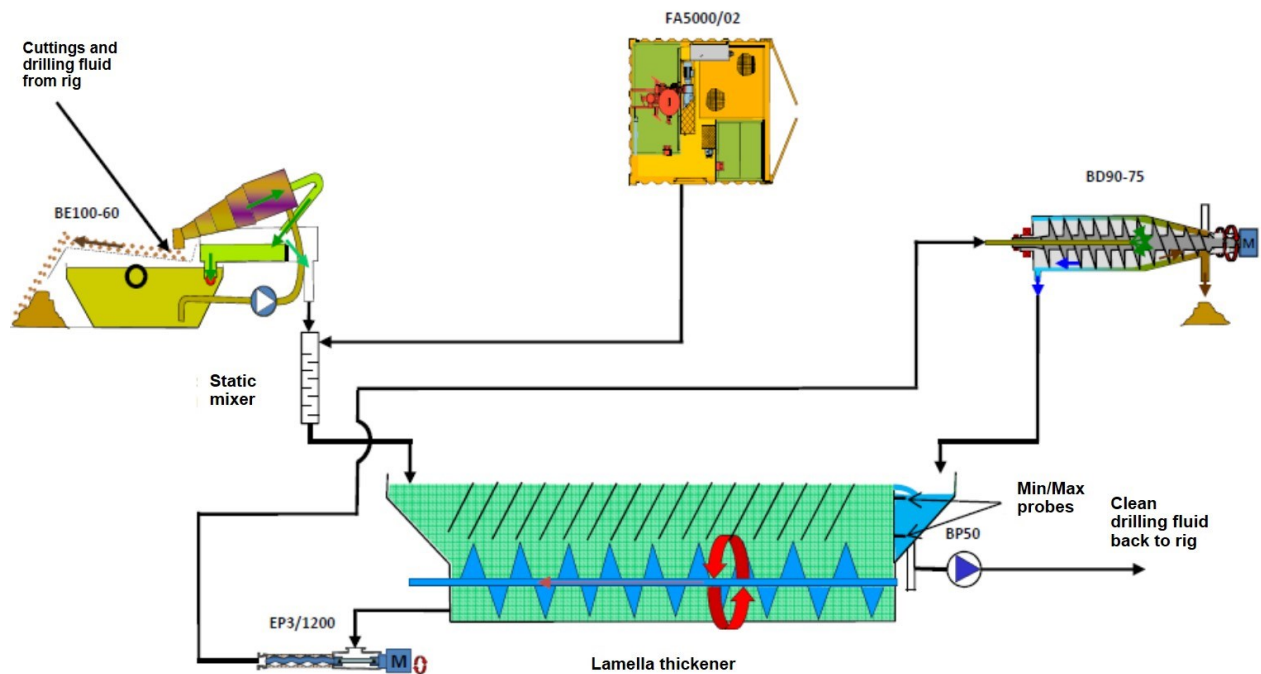 FA5000/02
Cuttings and
drilling fluid
from rig
BE100-60
BD90-75
M
Static
mixer
Min/Max
probes
Clean
drilling fluid
back to rig
BP50
EP3/1200
M
Lamella thickener